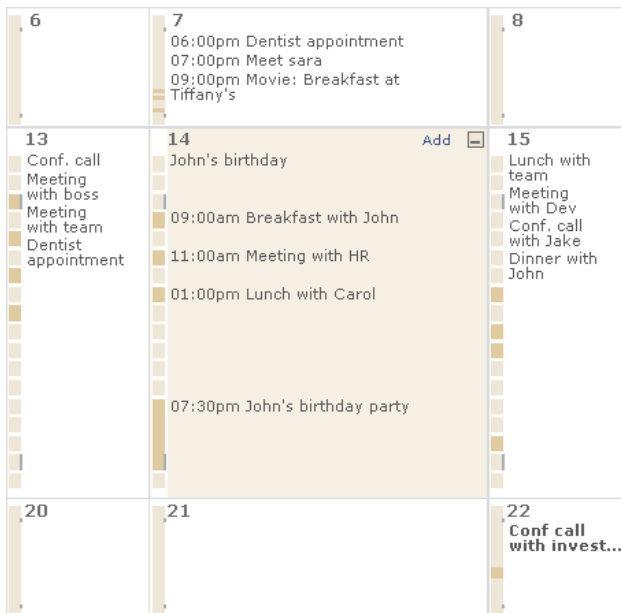 6
7
06:00pm Dentist appointment
07:00pm Meet sara
09:00pm Movie: Breakfast at
Tiffany's
8
13
Conf. call
Meeting
with boss
Meeting
with team
Dentist
appointment
14
Add
John's birthday
09:00am Breakfast with John
11:00am Meeting with HR
01:00pm Lunch with Carol
07:30pm John's birthday party
15
Lunch with
team
Meeting
with Dev
Conf. call
with Jake
Dinner with
John
20
21
22
Conf call
with invest...